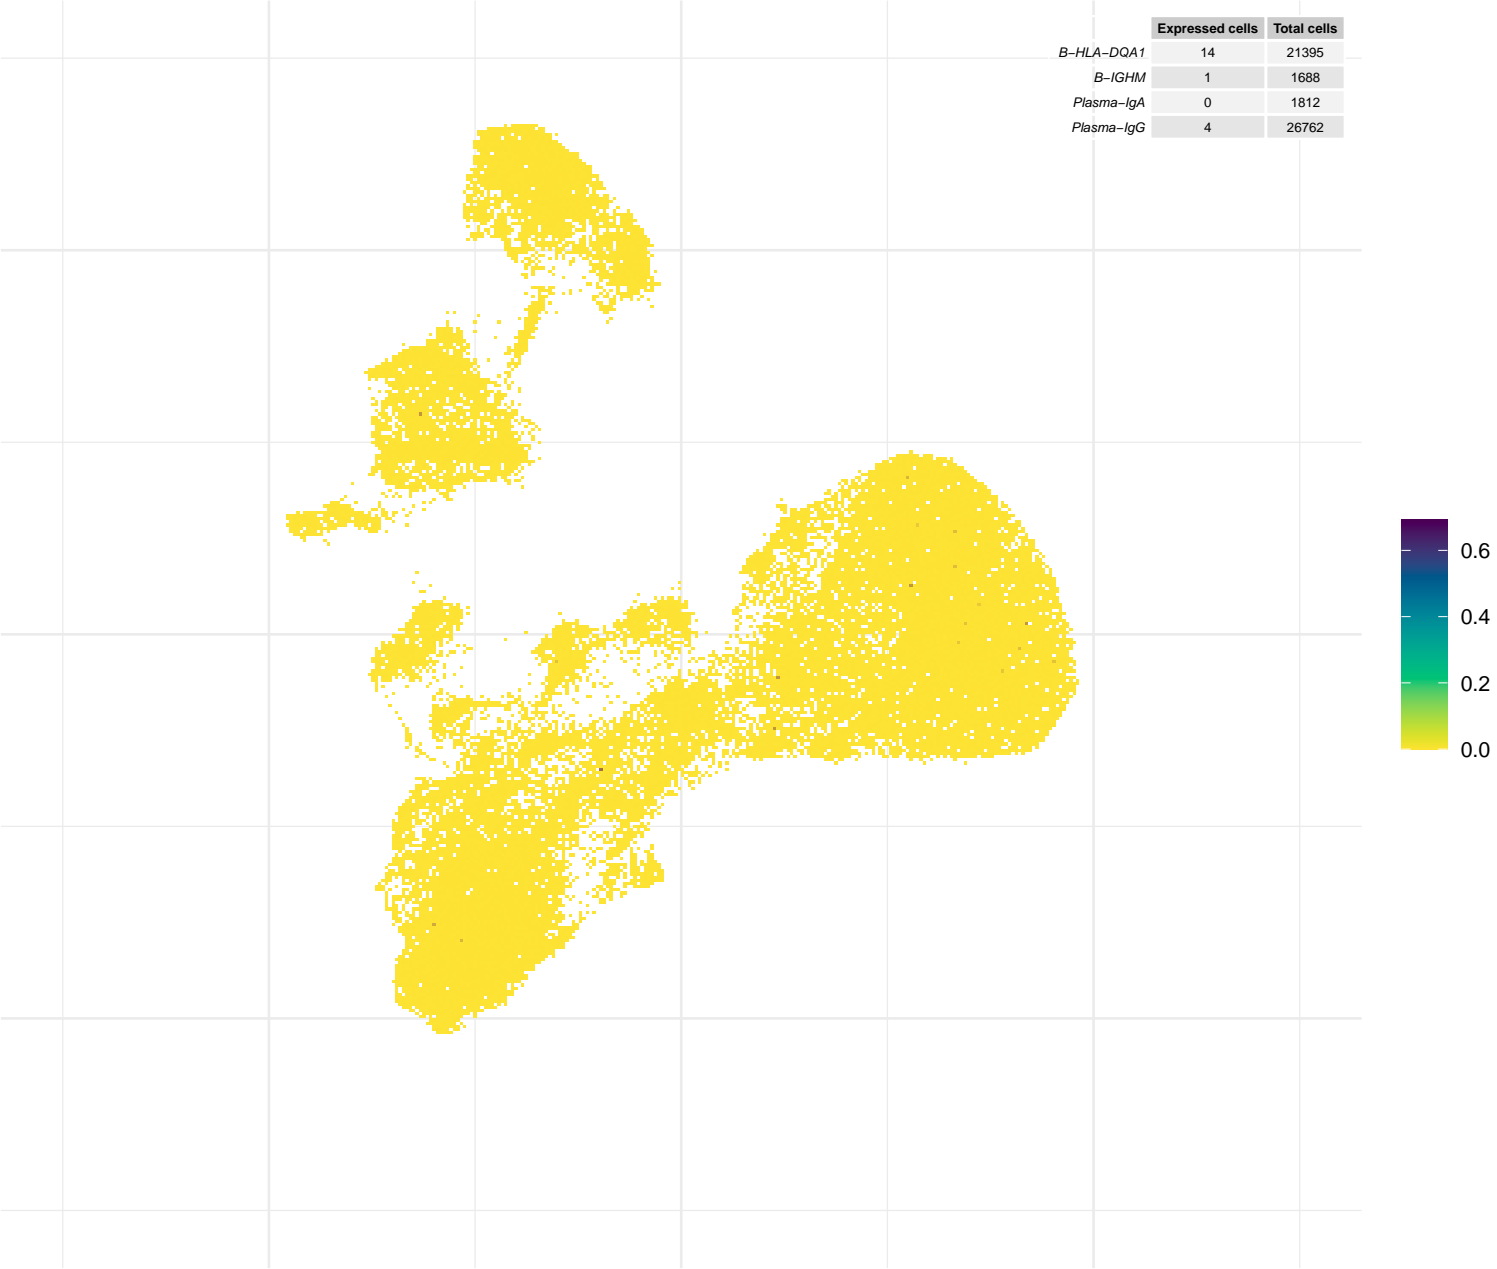 Expressed cells Total cells
B−HLA−DQA1 14 21395
B−IGHM 1 1688
Plasma−IgA 0 1812
Plasma−IgG 4 26762
0.6
0.4
0.2
0.0